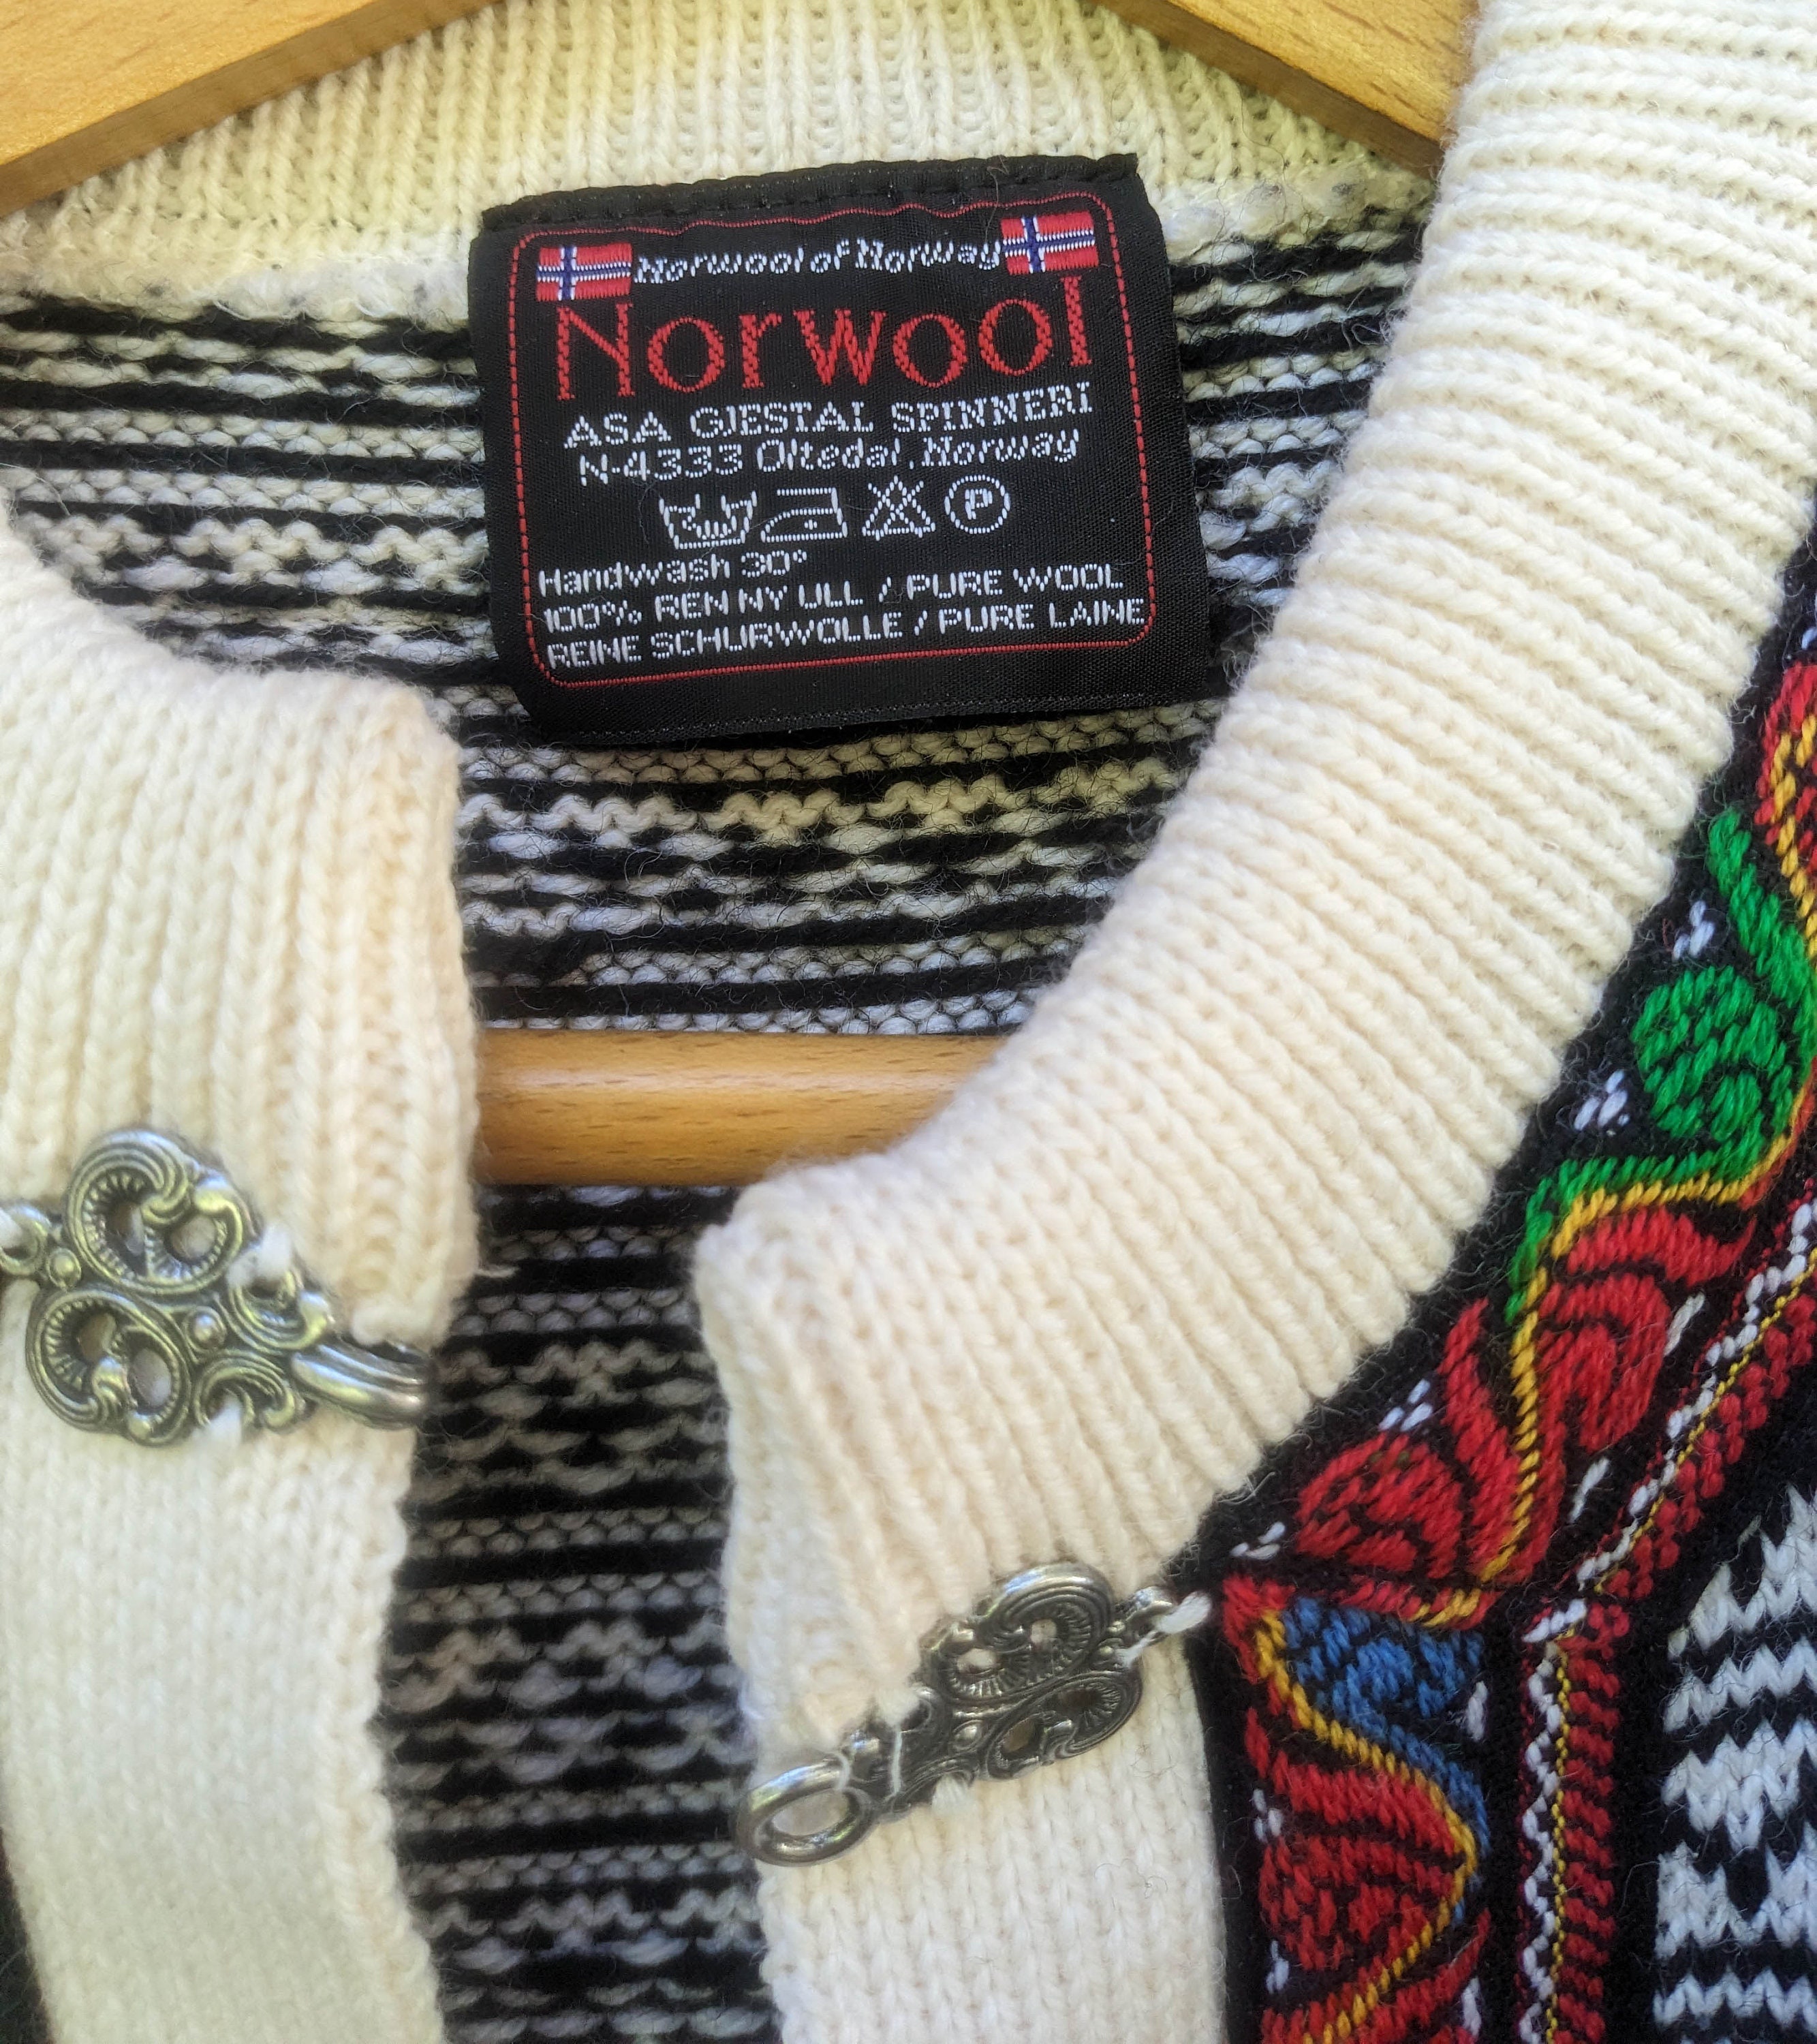 Norwool of Norway
Norwool
ASA GJESTAL SPINNERI
N-4333 Oltedal, Norway
P
Handwash 30°
100% REN NY ULL / PURE WOOL
REINE SCHURWOLLE / PURE LAINE